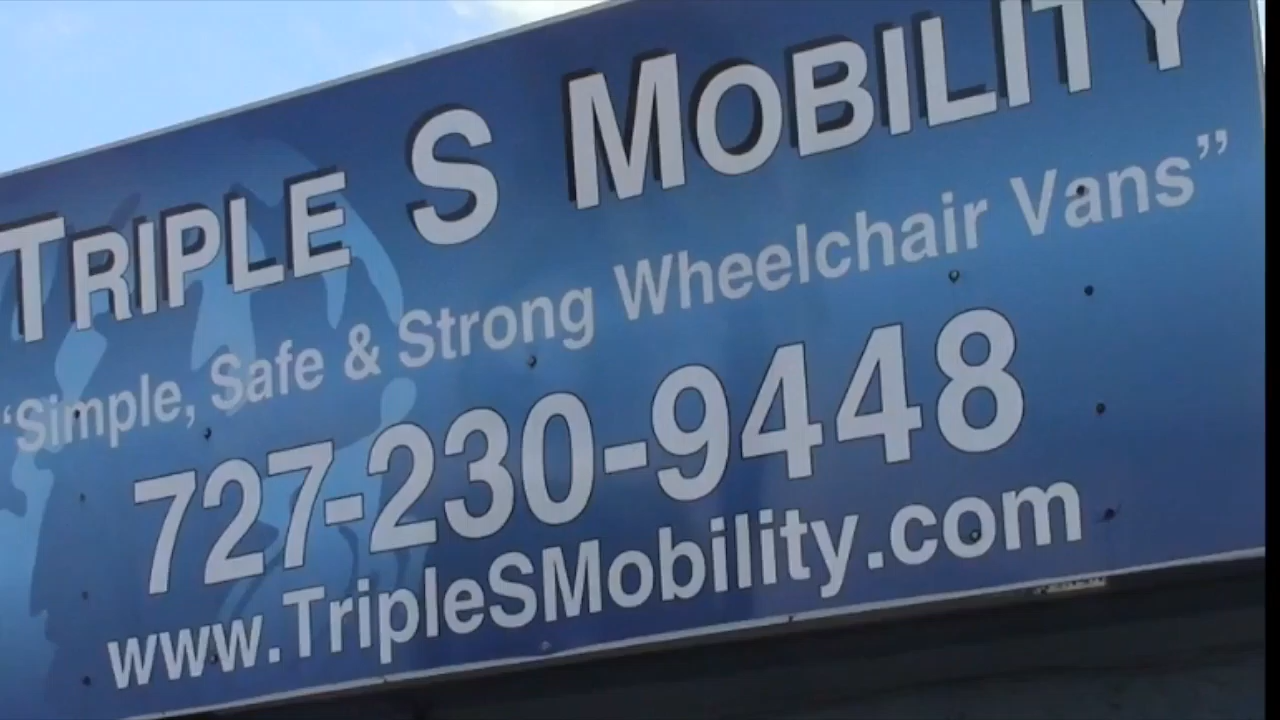 TRIPLE S MOBILITY
“Simple, Safe & Strong Wheelchair Vans”
727-230-9448
www.TripleSMobility.com